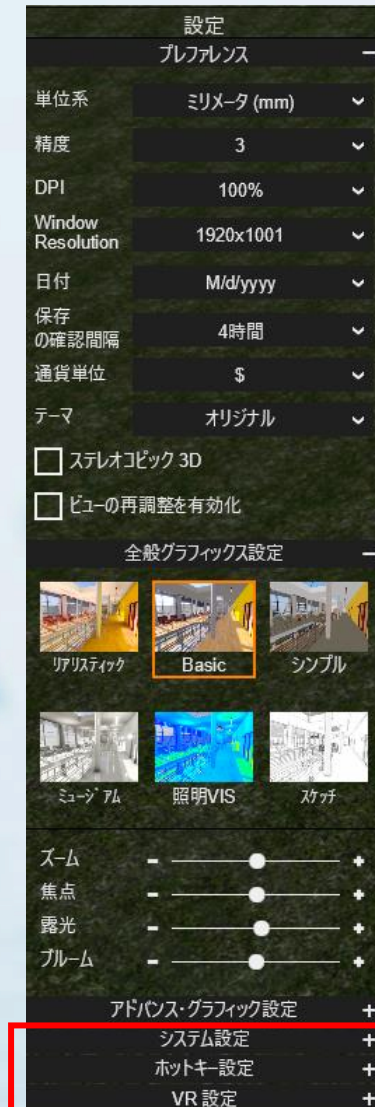 設定
プレファレンス −
単位系 ミリメータ (mm)
精度 3
DPI 100%
Window
Resolution 1920x1001
日付 M/d/yyyy
保存
の確認間隔 4時間
通貨単位 $
テーマ オリジナル
ステレオコピック 3D
ビューの再調整を有効化
全般グラフィックス設定 −
リアリスティック Basic シンプル
ミュージアム 照明VIS スケッチ
ズーム - +
焦点 - +
露光 - +
ブルーム - +
アドバンス・グラフィック設定 +
システム設定 +
ホットキー設定 +
VR 設定 +